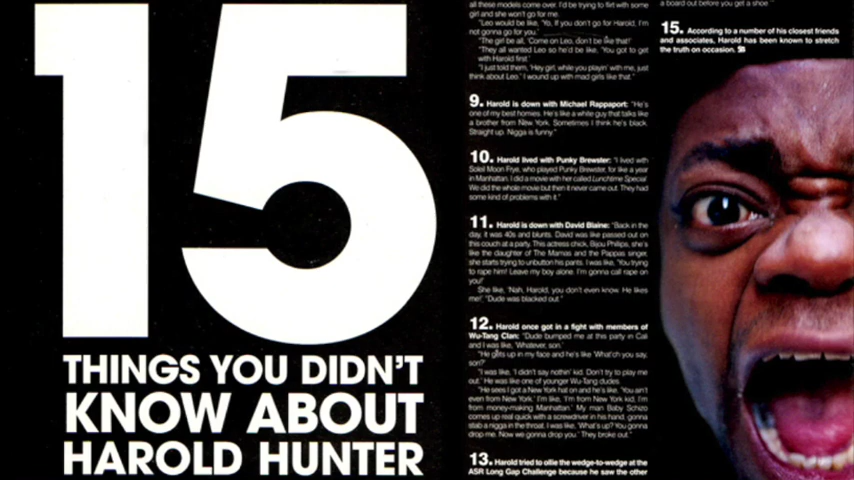 15
THINGS YOU DIDN'T
KNOW ABOUT
HAROLD HUNTER
all these models come over. I'd be trying to flirt with some
girl and she won't go for me.
"Leo would be like, 'Yo, If you don't go for Harold, I'm
not gonna go for you.'
"The girl be all, 'Come on Leo, don't be like that!'
"They all wanted Leo so he'd be like, 'You got to get
with Harold first.'
"I just told them, 'Hey girl, while you playin' with me, just
think about Leo.' I wound up with mad girls like that."
9. Harold is down with Michael Rappaport: "He's
one of my best homies. He's like a white guy that talks like
a brother from New York. Sometimes I think he's black.
Straight up. Nigga is funny."
10. Harold lived with Punky Brewster: "I lived with
Soleil Moon Frye, who played Punky Brewster, for like a year
in Manhattan. I did a movie with her called Lunchtime Special.
We did the whole movie but then it never came out. They had
some kind of problems with it."
11. Harold is down with David Blaine: "Back in the
day, it was 40s and blunts. David was like passed out on
this couch at a party. This actress chick, Bijou Philips, she's
like the daughter of The Mamas and the Pappas singer,
she starts trying to unbutton his pants. I was like, 'You trying
to rape him! Leave my boy alone. I'm gonna call rape on
you!'
She like, 'Nah, Harold, you don't even know. He likes
me!' "Dude was blacked out."
12. Harold once got in a fight with members of
Wu-Tang Clan: "Dude bumped me at this party in Cali
and I was like, 'Whatever, son.'
"He gets up in my face and he's like 'What'ch you say,
son?'
"I was like, 'I didn't say nothin' kid. Don't try to play me
out.' He was like one of younger Wu-Tang dudes.
"He sees I got a New York hat on and he's like, 'You ain't
even from New York.' I'm like, 'I'm from New York kid, I'm
from money-making Manhattan.' My man Baby Schizo
comes up real quick with a screwdriver in his hand, gonna
stab a nigga in the throat. I was like, 'What's up? You gonna
drop me. Now we gonna drop you.' They broke out."
13. Harold tried to ollie the wedge-to-wedge at the
ASR Long Gap Challenge because he saw the other
a board out before you get a shoe."
15. According to a number of his closest friends
and associates, Harold has been known to stretch
the truth on occasion.